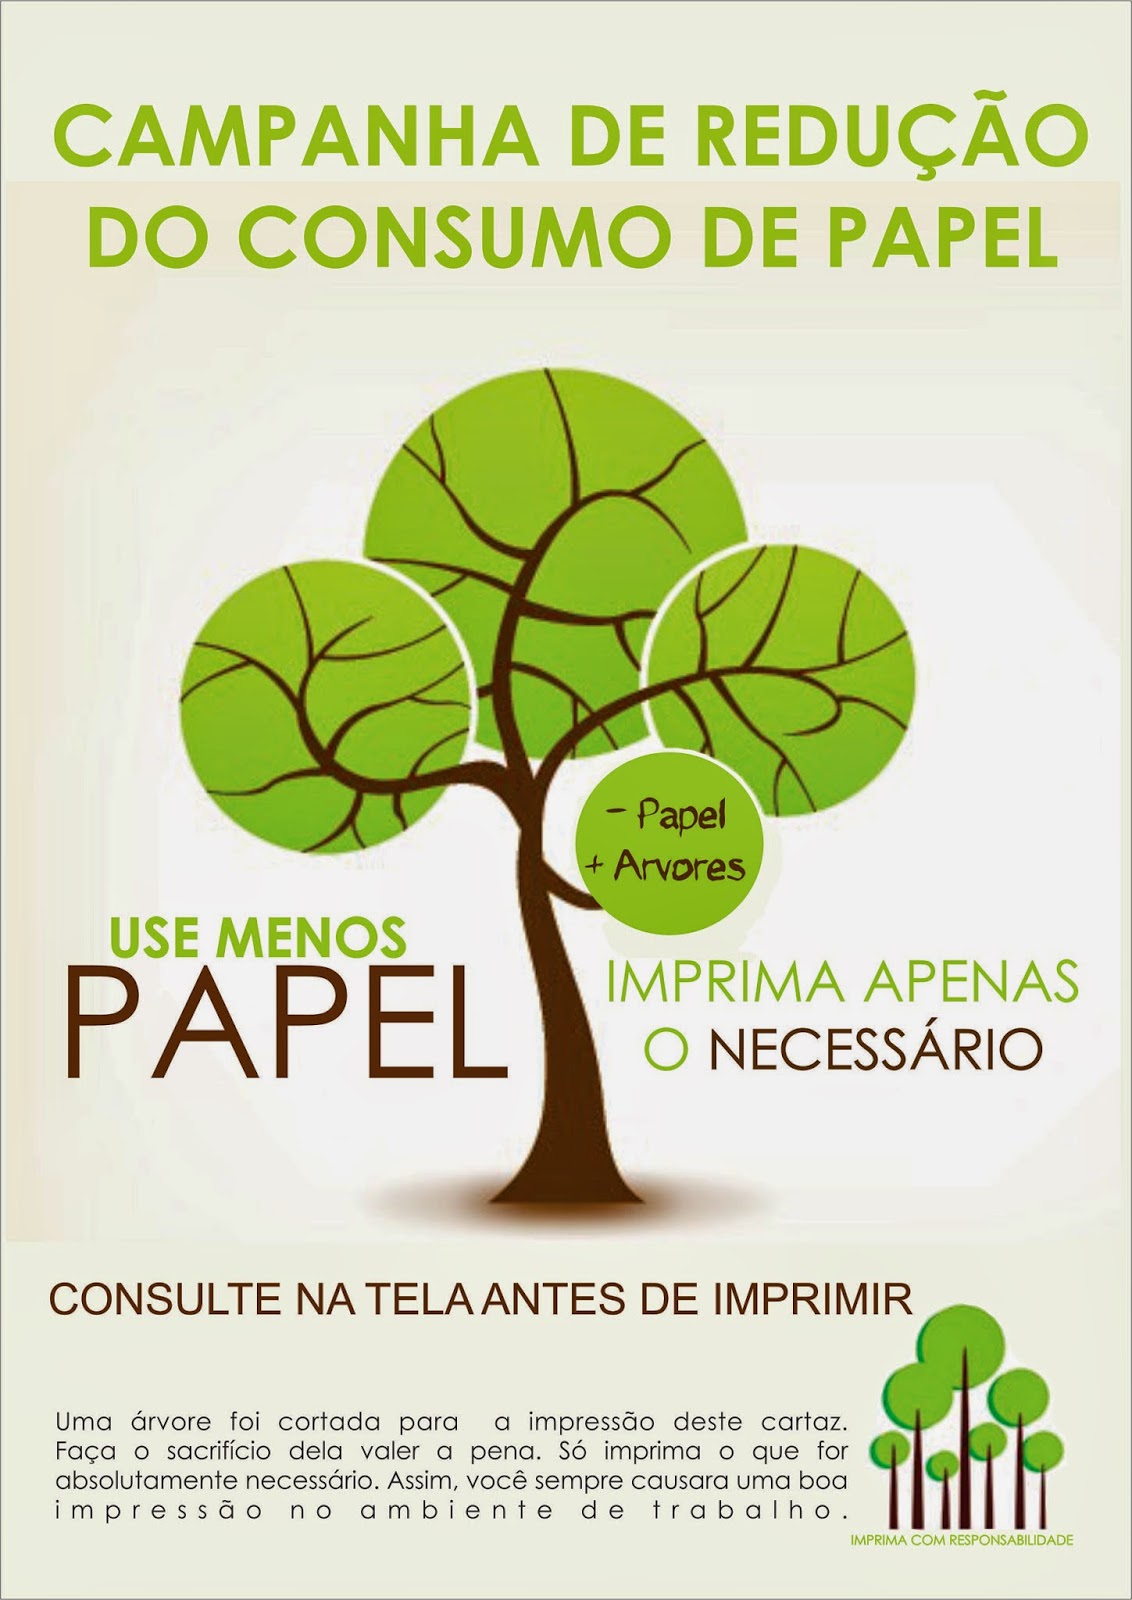 CAMPANHA DE REDUÇÃO
DO CONSUMO DE PAPEL
- Papel
+ Arvores
USE MENOS
PAPEL
IMPRIMA APENAS
O NECESSÁRIO
CONSULTE NA TELA ANTES DE IMPRIMIR
Uma árvore foi cortada para a impressão deste cartaz.
Faça o sacrifício dela valer a pena. Só imprima o que for
absolutamente necessário. Assim, você sempre causara uma boa
impressão no ambiente de trabalho.
IMPRIMA COM RESPONSABILIDADE